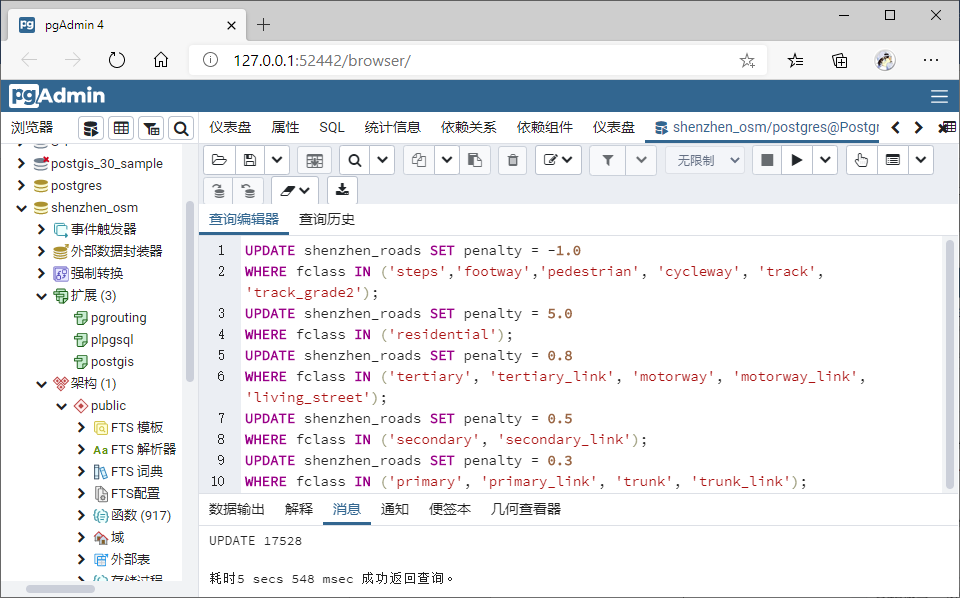 pgAdmin 4
127.0.0.1:52442/browser/
pgAdmin
浏览器
仪表盘 属性 SQL 统计信息 依赖关系 依赖组件 仪表盘 shenzhen_osm/postgres@Postgr
postgis_30_sample
postgres
shenzhen_osm
事件触发器
外部数据封装器
强制转换
扩展 (3)
pgrouting
plpgsql
postgis
架构 (1)
public
FTS 模板
Aa FTS 解析器
FTS 词典
FTS配置
函数 (917)
域
外部表
存储过程
无限制
查询编辑器 查询历史
1 UPDATE shenzhen_roads SET penalty = -1.0
2 WHERE fclass IN ('steps','footway','pedestrian', 'cycleway', 'track',
'track_grade2');
3 UPDATE shenzhen_roads SET penalty = 5.0
4 WHERE fclass IN ('residential');
5 UPDATE shenzhen_roads SET penalty = 0.8
6 WHERE fclass IN ('tertiary', 'tertiary_link', 'motorway', 'motorway_link',
'living_street');
7 UPDATE shenzhen_roads SET penalty = 0.5
8 WHERE fclass IN ('secondary', 'secondary_link');
9 UPDATE shenzhen_roads SET penalty = 0.3
10 WHERE fclass IN ('primary', 'primary_link', 'trunk', 'trunk_link');
数据输出 解释 消息 通知 便签本 几何查看器
UPDATE 17528
耗时5 secs 548 msec 成功返回查询。